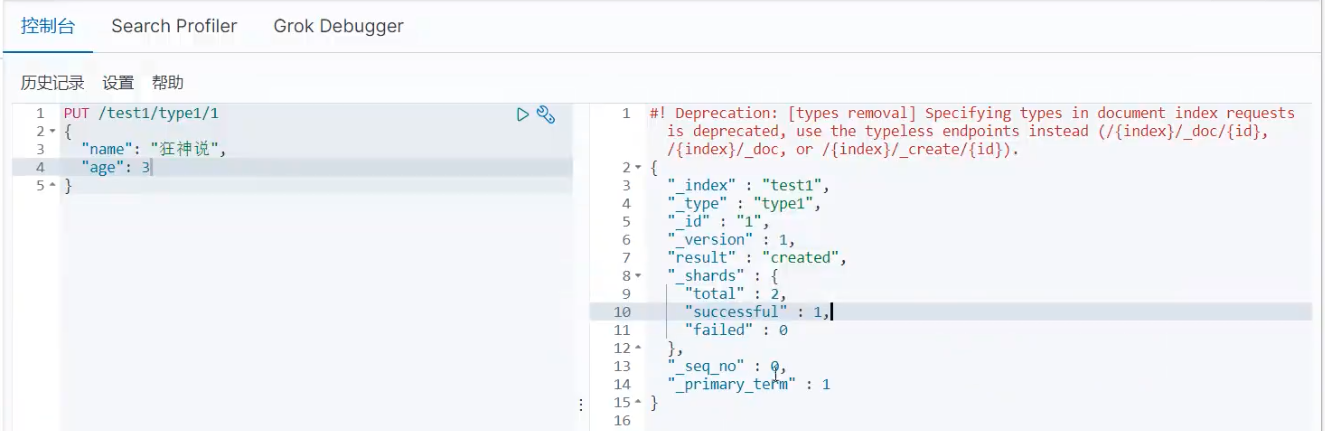 控制台 Search Profiler Grok Debugger
历史记录 设置 帮助
1 PUT /test1/type1/1
2 {
3 "name": "狂神说",
4 "age": 3
5 }
1 #! Deprecation: [types removal] Specifying types in document index requests
is deprecated, use the typeless endpoints instead (/{index}/_doc/{id},
/{index}/_doc, or /{index}/_create/{id}).
2 {
3 "_index" : "test1",
4 "_type" : "type1",
5 "_id" : "1",
6 "_version" : 1,
7 "result" : "created",
8 "_shards" : {
9 "total" : 2,
10 "successful" : 1,
11 "failed" : 0
12 },
13 "_seq_no" : 0,
14 "_primary_term" : 1
15 }
16